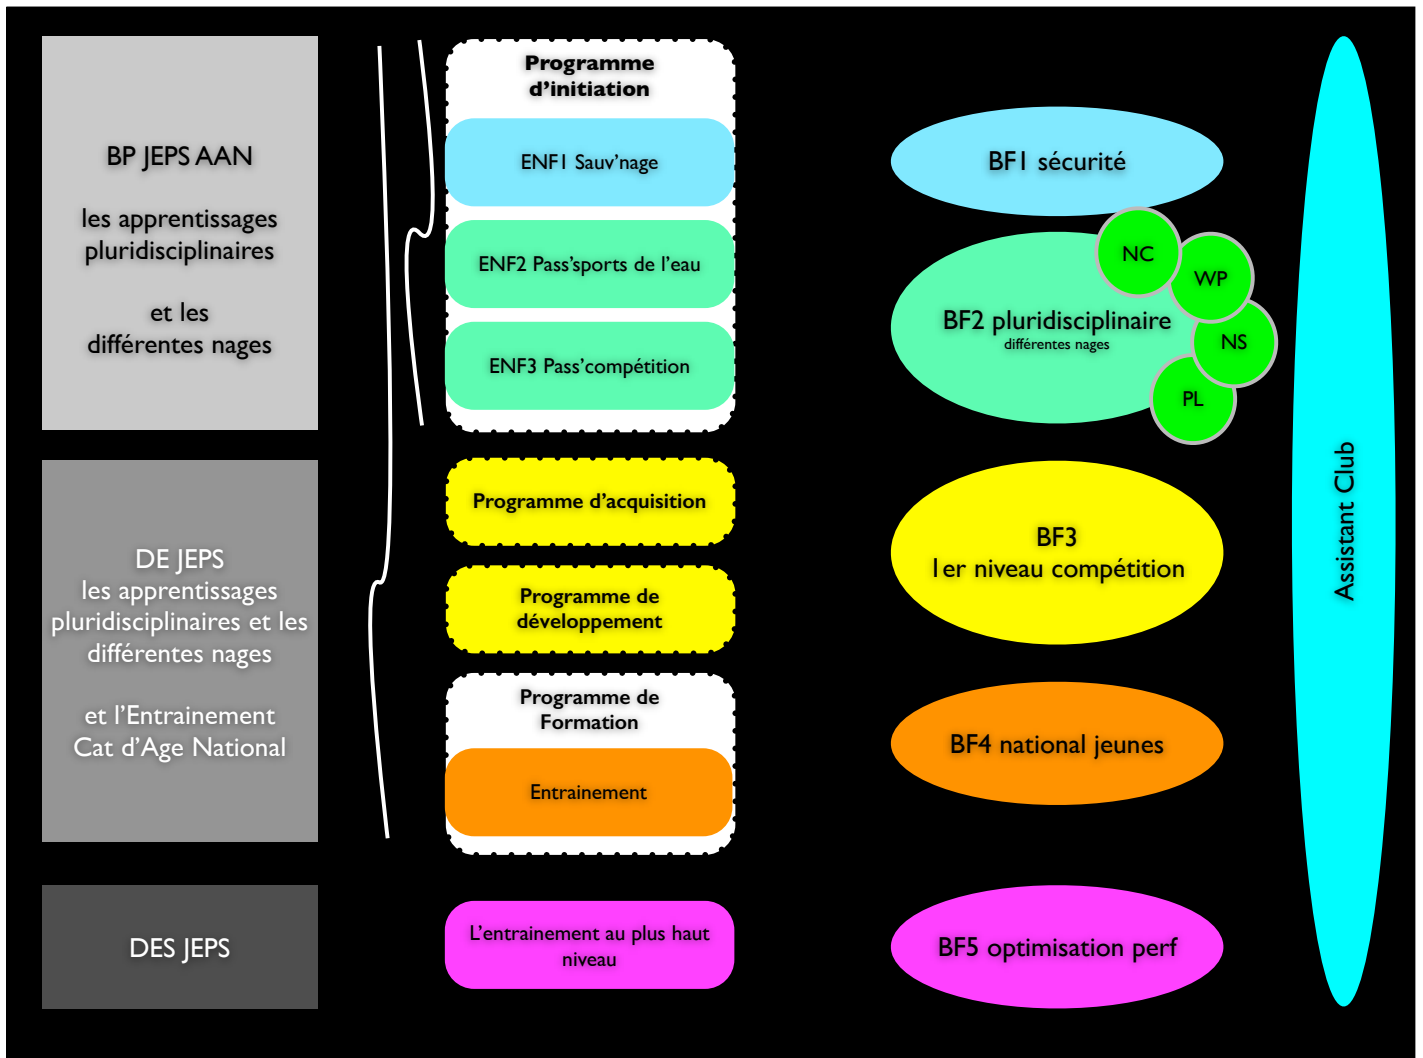 BP JEPS AAN
les apprentissages
pluridisciplinaires
et les
différentes nages
DE JEPS
les apprentissages
pluridisciplinaires et les
différentes nages
et l’Entrainement
Cat d’Age National
DES JEPS
Programme
d’initiation
ENF1 Sauv’nage
ENF2 Pass’sports de l’eau
ENF3 Pass’compétition
Programme d’acquisition
Programme de
développement
Programme de
Formation
Entrainement
L’entrainement au plus haut
niveau
BF1 sécurité
BF2 pluridisciplinaire
différentes nages
NC
WP
NS
PL
BF3
1er niveau compétition
BF4 national jeunes
BF5 optimisation perf
Assistant Club